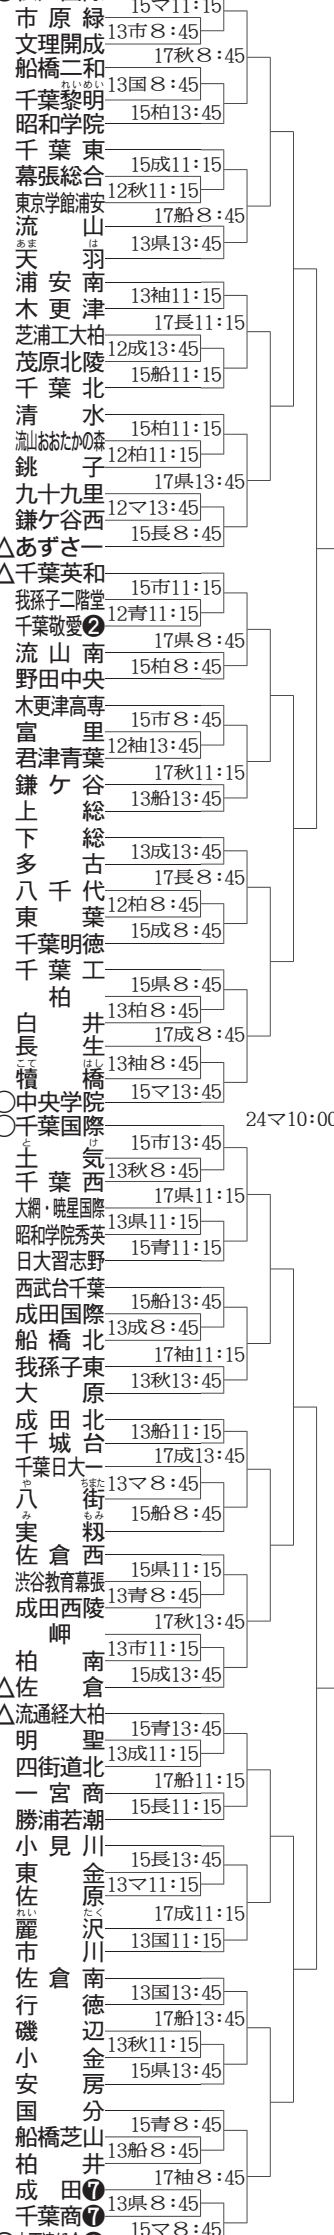 15マ11:15
市原緑
13市8:45
文理開成
17秋8:45
船橋二和
13国8:45
れいめい
千葉黎明
15柏13:45
昭和学院
千葉東
15成11:15
幕張総合
12秋11:15
東京学館浦安
17船8:45
流山
13県13:45
あま は
天羽
浦安南
13袖11:15
木更津
17長11:15
芝浦工大柏
12成13:45
茂原北陵
15船11:15
千葉北
清水
15柏11:15
流山おおたかの森
12柏11:15
銚子
17県13:45
九十九里
12マ13:45
鎌ケ谷西
15長8:45
△あずさ一
△千葉英和
15市11:15
我孫子二階堂
12青11:15
千葉敬愛❷
17県8:45
流山南
15柏8:45
野田中央
木更津高専
15市8:45
富里
12袖13:45
君津青葉
17秋11:15
鎌ケ谷
13船13:45
上総
下総
13成13:45
多古
17長8:45
八千代
12柏8:45
東葉
15成8:45
千葉明徳
千葉工
15県8:45
柏
13柏8:45
白井
17成8:45
長生
13袖8:45
こて はし
犢橋
15マ13:45
○中央学院
24マ10:00
○千葉国際
15市13:45
と け
土気
13秋8:45
千葉西
17県11:15
大網・暁星国際
13県11:15
昭和学院秀英
15青11:15
日大習志野
西武台千葉
15船13:45
成田国際
13成8:45
船橋北
17袖11:15
我孫子東
13秋13:45
大原
成田北
13船11:15
千城台
17成13:45
千葉日大一
13マ8:45
や ちまた
八街
15船8:45
み もみ
実籾
佐倉西
15県11:15
渋谷教育幕張
13青8:45
成田西陵
17秋13:45
岬
13市11:15
柏南
15成13:45
△佐倉
△流通経大柏
15青13:45
明聖
13成11:15
四街道北
17船11:15
一宮商
15長11:15
勝浦若潮
小見川
15長13:45
東金
13マ11:15
佐原
17成11:15
れい たく
麗沢
13国11:15
市川
佐倉南
13国13:45
行徳
17船13:45
磯辺
13秋11:15
小金
15県13:45
安房
国分
15青8:45
船橋芝山
13船8:45
柏井
17袖8:45
成田❼
13県8:45
千葉商❼
15マ8:45